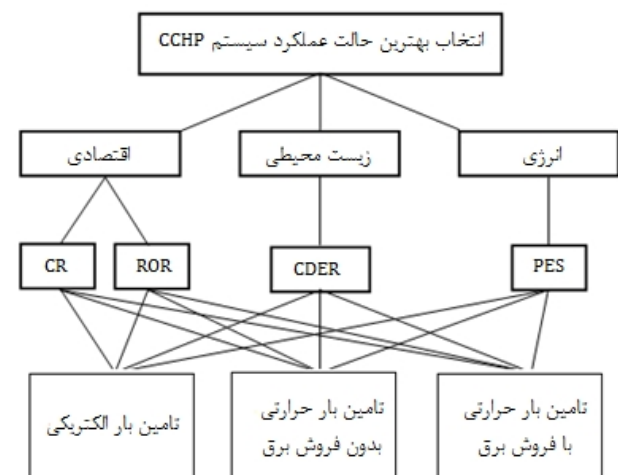 انتخاب بهترین حالت عملکرد سیستم CCHP
انرژی
زیست محیطی
اقتصادی
PES
CDER
ROR
CR
تامین بار حرارتی
با فروش برق
تامین بار حرارتی
بدون فروش برق
تامین بار الکتریکی